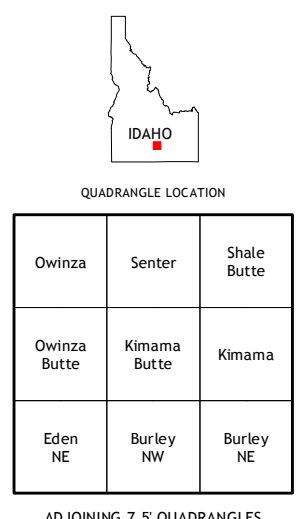 IDAHO
QUADRANGLE LOCATION
Owinza
Senter
Shale
Butte
Owinza
Butte
Kimama
Butte
Kimama
Eden
NE
Burley
NW
Burley
NE
ADJOINING 7.5' QUADRANGLES